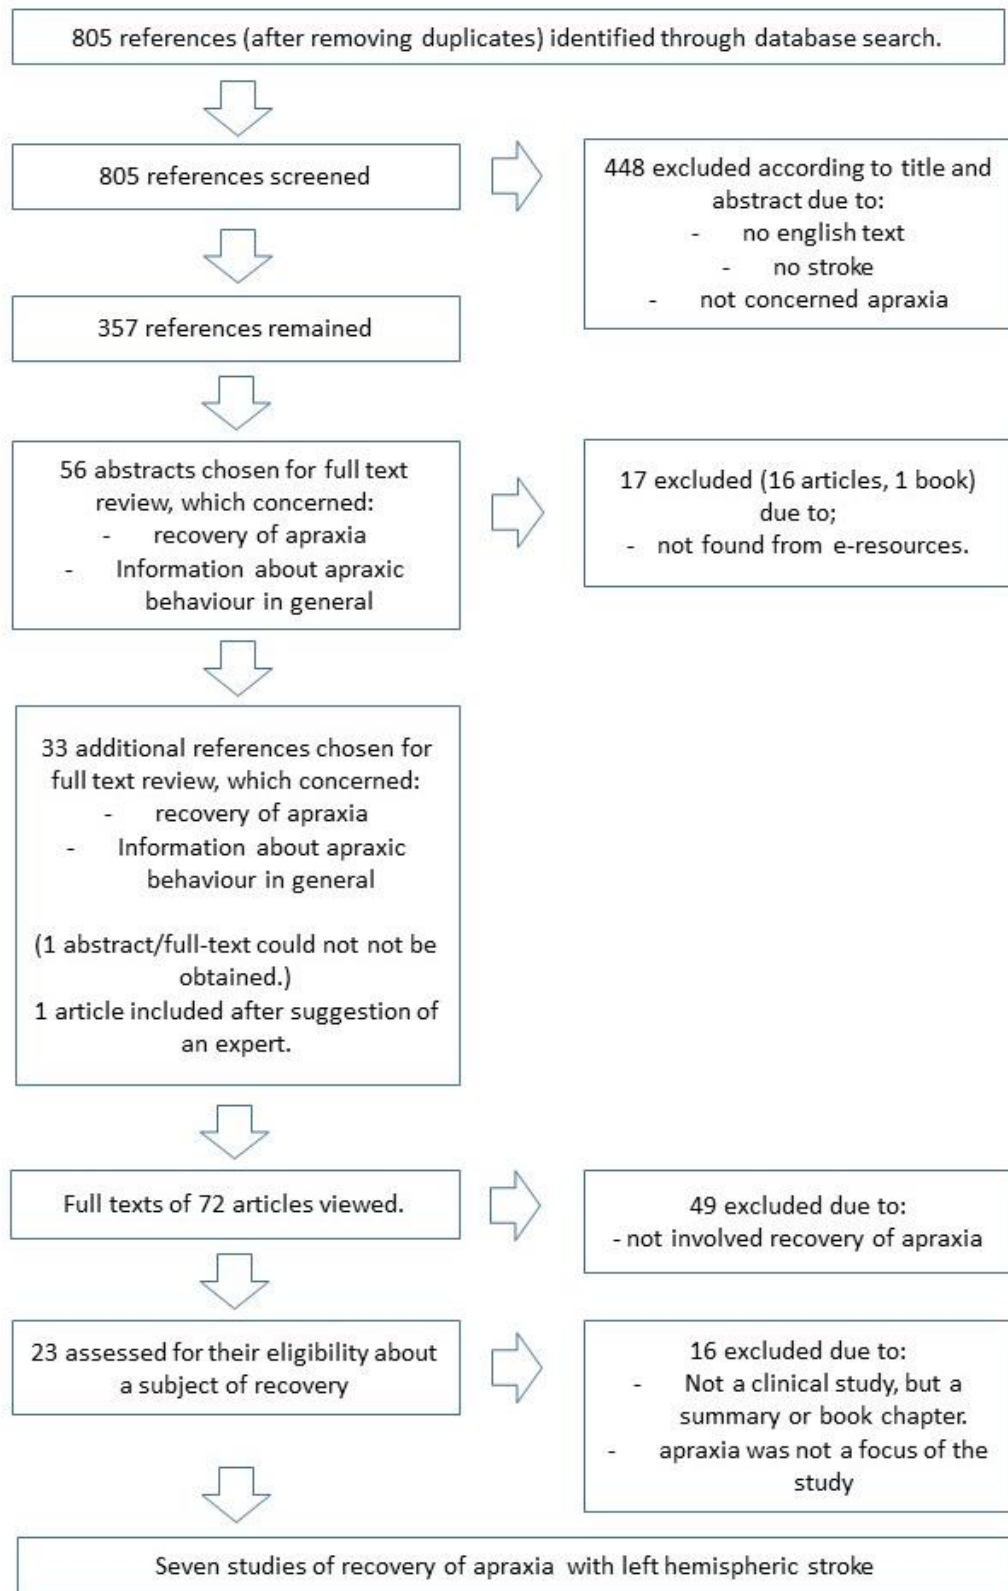 805 references (after removing duplicates) identified through database search.
805 references screened
448 excluded according to title and
abstract due to:
- no english text
- no stroke
- not concerned apraxia
357 references remained
56 abstracts chosen for full text
review, which concerned:
- recovery of apraxia
- Information about apraxic
behaviour in general
17 excluded (16 articles, 1 book)
due to;
- not found from e-resources.
33 additional references chosen for
full text review, which concerned:
- recovery of apraxia
- Information about apraxic
behaviour in general
(1 abstract/full-text could not not be
obtained.)
1 article included after suggestion of
an expert.
Full texts of 72 articles viewed.
49 excluded due to:
- not involved recovery of apraxia
23 assessed for their eligibility about
a subject of recovery
16 excluded due to:
- Not a clinical study, but a
summary or book chapter.
- apraxia was not a focus of the
study
Seven studies of recovery of apraxia with left hemispheric stroke